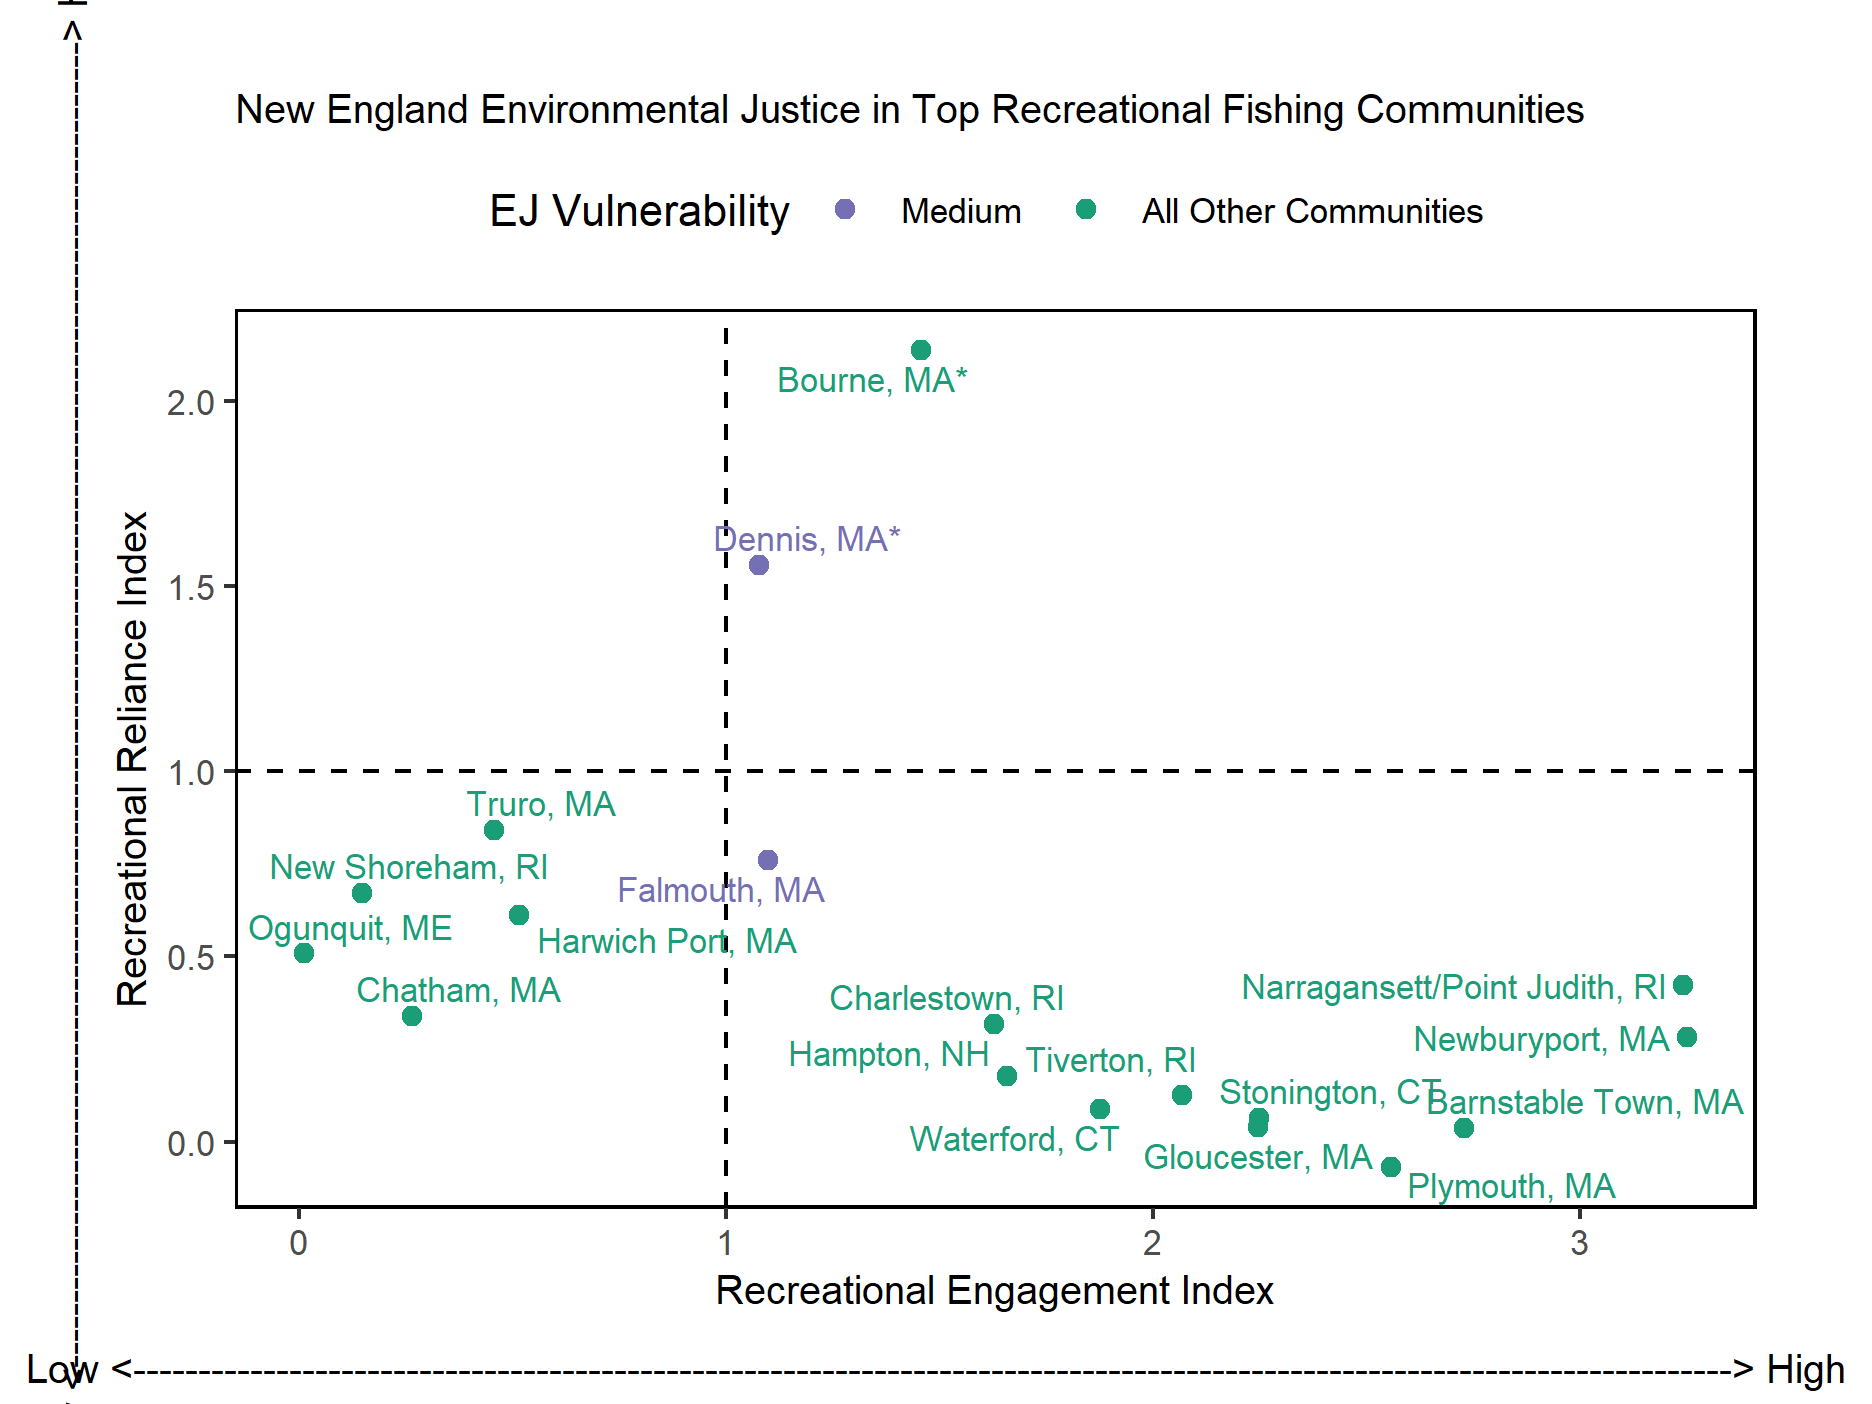 New England Environmental Justice in Top Recreational Fishing Communities
EJ Vulnerability Medium All Other Communities
Recreational Reliance Index
2.0
1.5
1.0
0.5
0.0
Bourne, MA*
Dennis, MA*
Truro, MA
New Shoreham, RI
Falmouth, MA
Ogunquit, ME
Harwich Port, MA
Chatham, MA
Charlestown, RI
Narragansett/Point Judith, RI
Hampton, NH
Tiverton, RI
Newburyport, MA
Stonington, CT
Barnstable Town, MA
Waterford, CT
Gloucester, MA
Plymouth, MA
0 1 2 3
Recreational Engagement Index
Low <--------------------------------------------------------------------------------------------------------------------------> High